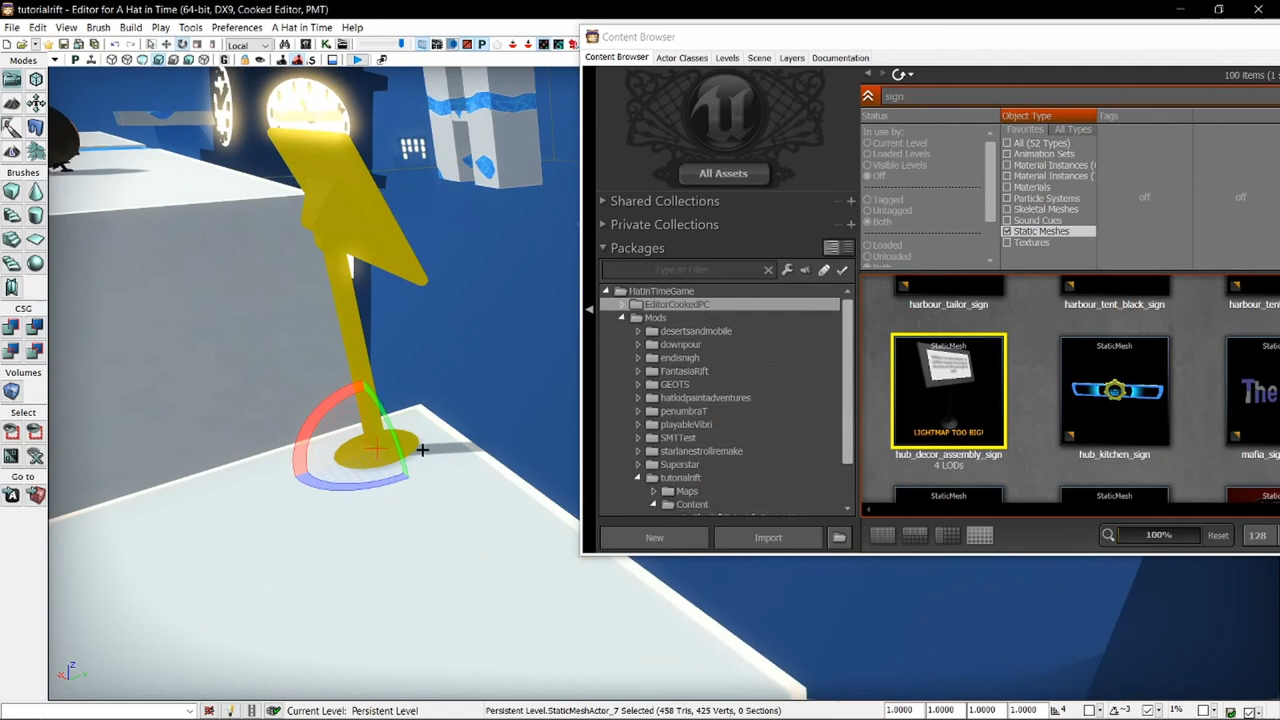 tutorialrift - Editor for A Hat in Time (64-bit, DX9, Cooked Editor, PMT)
File Edit View Brush Build Play Tools Preferences A Hat in Time Help
Local
Modes
Brushes
CSG
Volumes
Select
Go to
Content Browser
Content Browser Actor Classes Levels Scene Layers Documentation
All Assets
Shared Collections
Private Collections
Packages
Type to Filter
HatinTimeGame
EditorCookedPC
Mods
desertsandmobile
downpour
endisnigh
FantasiaRift
GEOTS
hatkidpaintadventures
penumbraT
playableVibri
SMTTest
starlanestrollremake
Superstar
tutorialrift
Maps
Content
New Import
100 items (1 s
sign
Status Object Type Tags
Favorites All Types
In use by:
Current Level
Loaded Levels
Visible Levels
Off
Tagged
Untagged
Both
Loaded
Unloaded
All (52 Types)
Animation Sets
Material Instances (
Material Instances (
Materials
Particle Systems
Skeletal Meshes
Sound Cues
Static Meshes
Textures
off off
harbour_tailor_sign harbour_tent_black_sign harbour_ten
StaticMesh StaticMesh StaticM
LIGHTMAP TOO BIG!
The
hub_decor_assembly_sign hub_kitchen_sign mafia_sig
4 LODs
StaticMesh StaticMesh StaticM
100% Reset 128
Z
X Y
Current Level: Persistent Level Persistent Level.StaticMeshActor_7 Selected (458 Tris, 425 Verts, 0 Sections) 1.0000 1.0000 1.0000 1.0000 4 ~3 1%